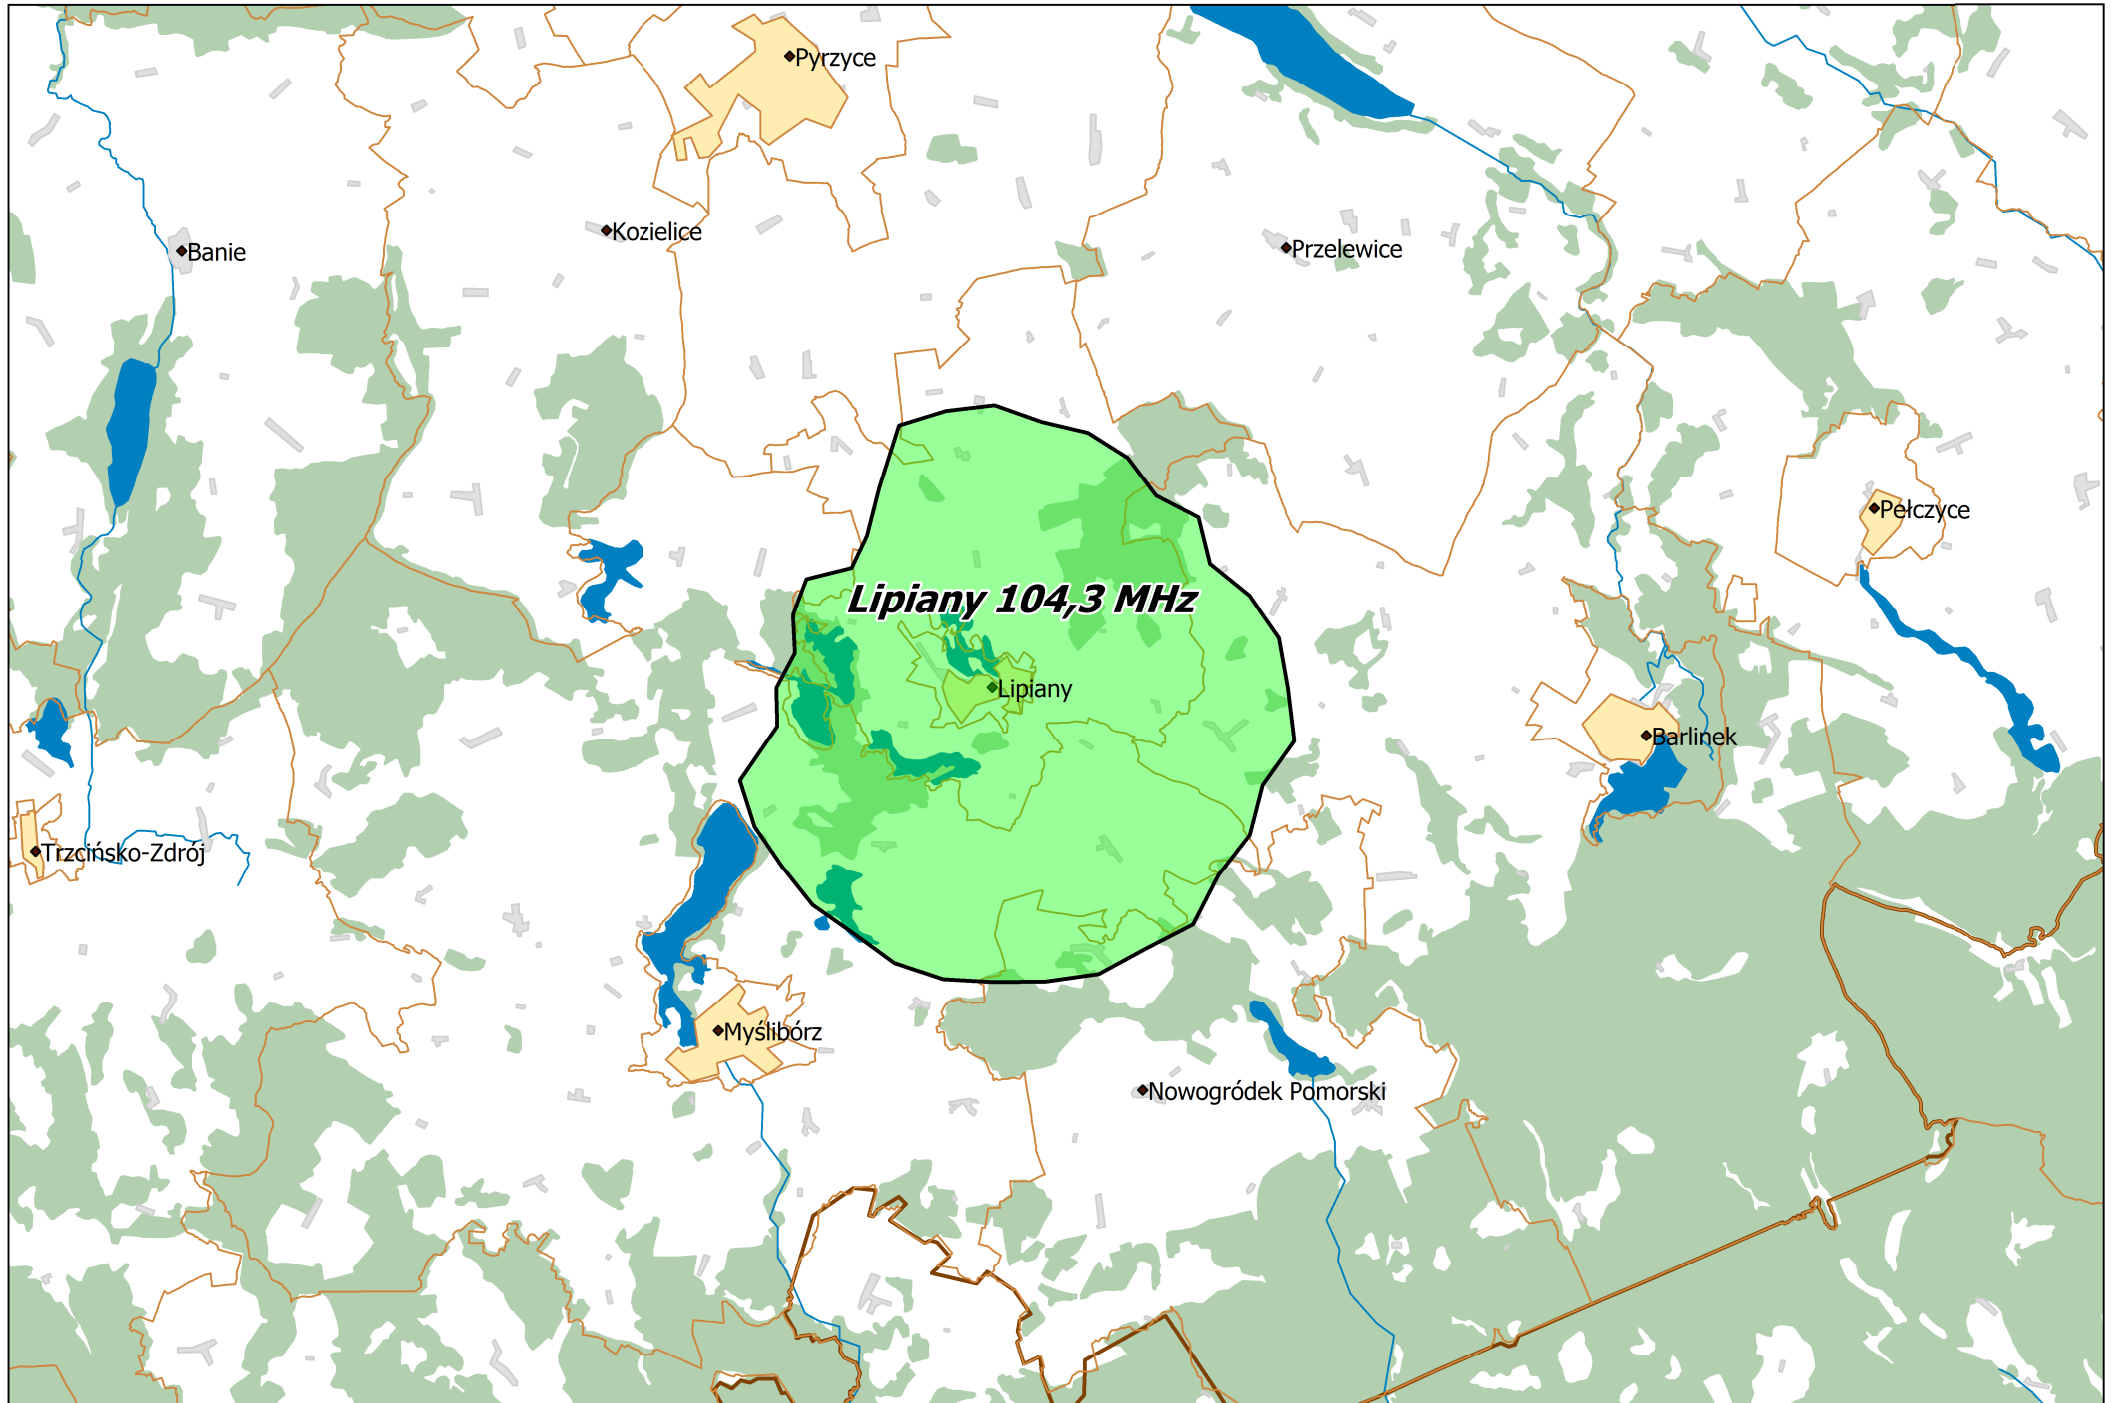 Pyrzyce
Kozielice
Banie
Przelewice
Pełczyce
Lipiany 104,3 MHz
Lipiany
Barlinek
Trzcińsko-Zdrój
Myślibórz
Nowogródek Pomorski